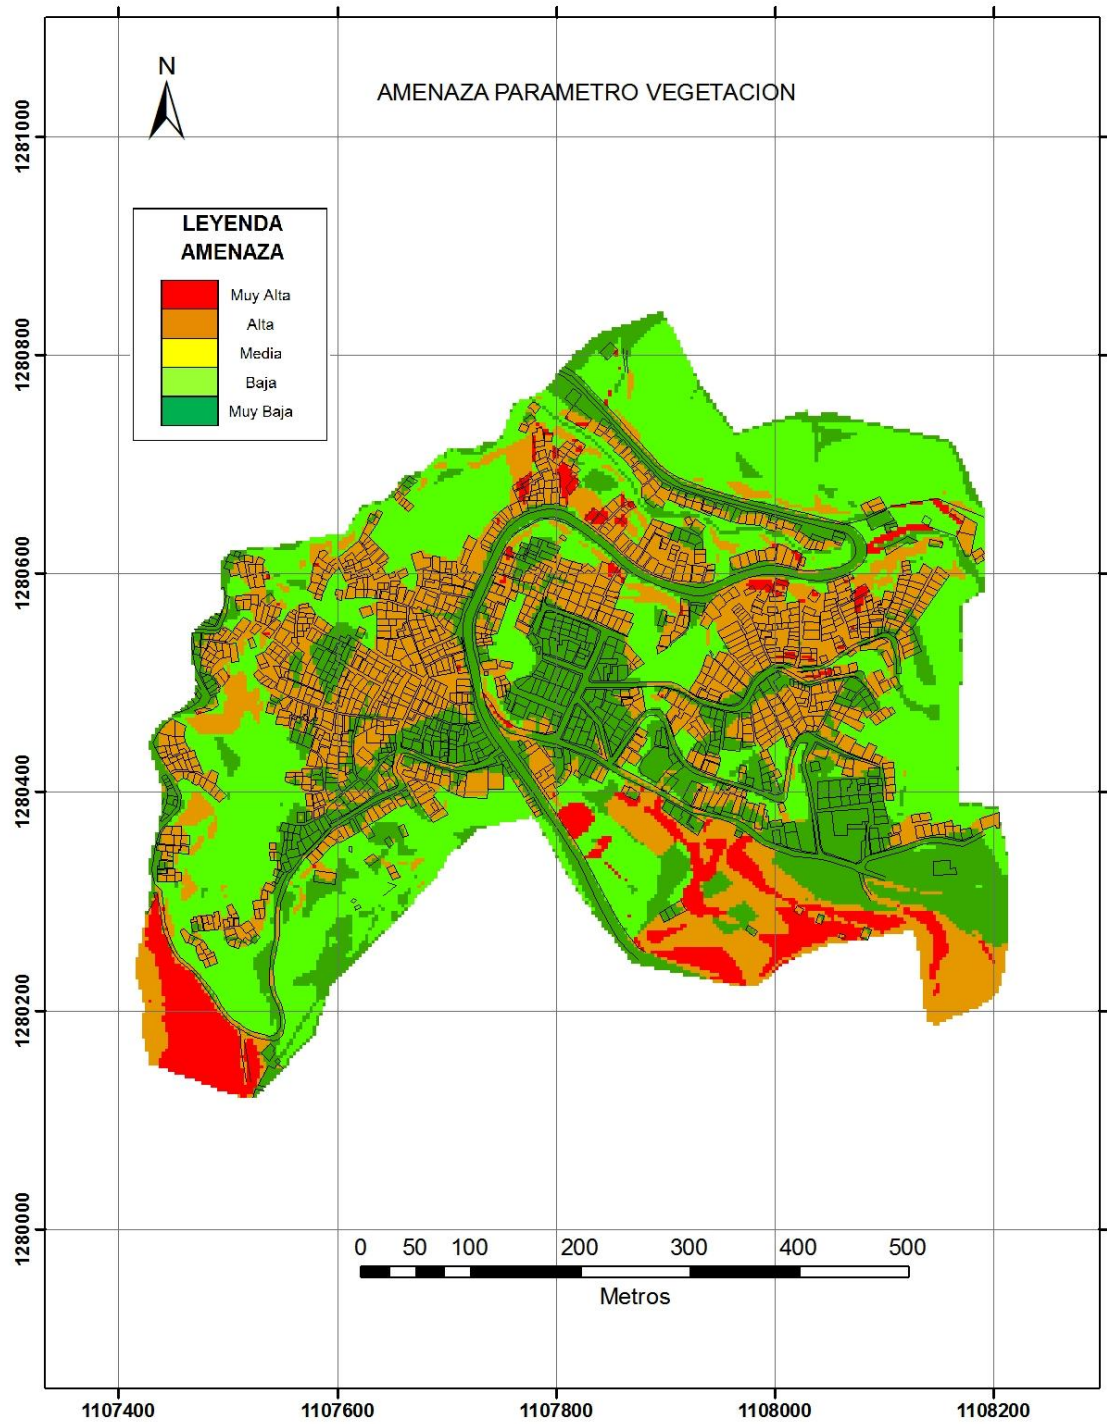 N
AMENAZA PARAMETRO VEGETACION
LEYENDA
AMENAZA
Muy Alta
Alta
Media
Baja
Muy Baja
1281000
1280800
1280600
1280400
1280200
1280000
0 50 100 200 300 400 500
Metros
1107400 1107600 1107800 1108000 1108200